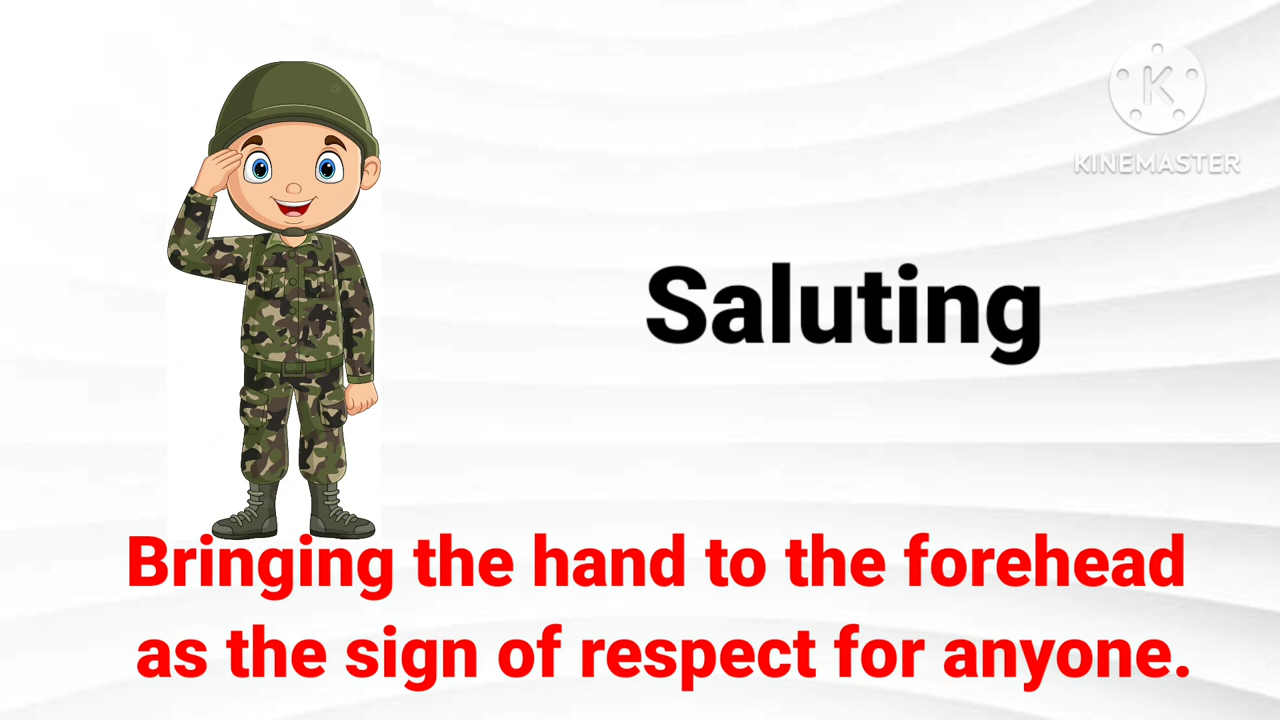 K
KINEMASTER
Saluting
Bringing the hand to the forehead
as the sign of respect for anyone.